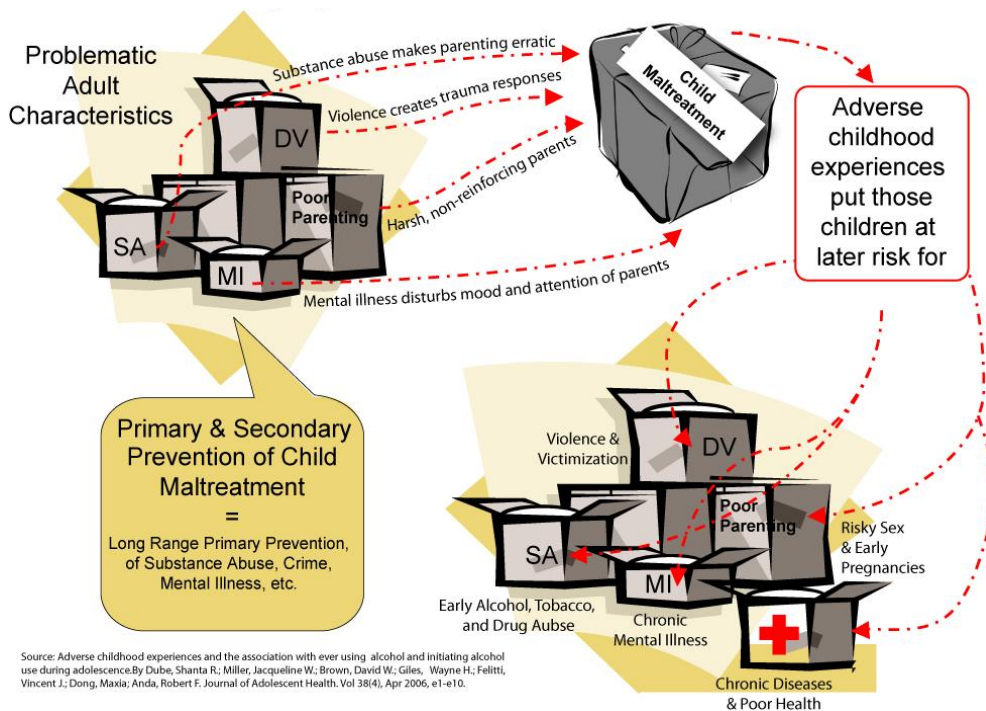 Problematic
Adult
Characteristics
Substance abuse makes parenting erratic
Violence creates trauma responses
Harsh, non-reinforcing parents
Mental illness disturbs mood and attention of parents
DV
Poor
Parenting
SA
MI
Child
Maltreatment
Adverse
childhood
experiences
put those
children at
later risk for
Primary & Secondary
Prevention of Child
Maltreatment
=
Long Range Primary Prevention,
of Substance Abuse, Crime,
Mental Illness, etc.
Violence &
Victimization
DV
Poor
Parenting
SA
MI
Risky Sex
& Early
Pregnancies
Early Alcohol, Tobacco,
and Drug Aubse
Chronic
Mental Illness
Chronic Diseases
& Poor Health
Source: Adverse childhood experiences and the association with ever using alcohol and initiating alcohol
use during adolescence.By Dube, Shanta R.; Miller, Jacqueline W.; Brown, David W.; Giles, Wayne H.; Felitti,
Vincent J.; Dong, Maxia; Anda, Robert F. Journal of Adolescent Health. Vol 38(4), Apr 2006, e1-e10.